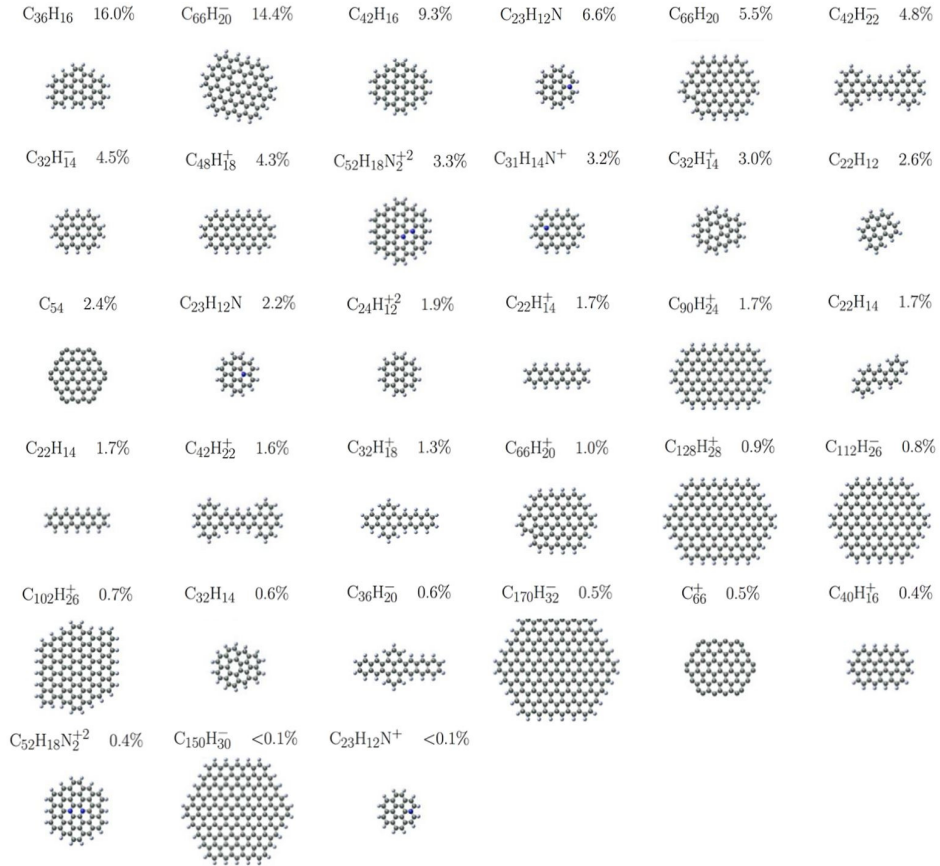 C₃₆H₁₆ 16.0% C₆₆H₂₀⁻ 14.4% C₄₂H₁₆ 9.3% C₂₃H₁₂N 6.6% C₆₆H₂₀ 5.5% C₄₂H₂₂⁻ 4.8%
C₃₂H₁₄⁻ 4.5% C₄₈H₁₈⁺ 4.3% C₅₂H₁₈N₂⁺² 3.3% C₃₁H₁₄N⁺ 3.2% C₃₂H₁₄⁺ 3.0% C₂₂H₁₂ 2.6%
C₅₄ 2.4% C₂₃H₁₂N 2.2% C₂₄H₁₂⁺² 1.9% C₂₂H₁₄⁺ 1.7% C₉₀H₂₄⁺ 1.7% C₂₂H₁₄ 1.7%
C₂₂H₁₄ 1.7% C₄₂H₂₂⁺ 1.6% C₃₂H₁₈⁺ 1.3% C₆₆H₂₀⁺ 1.0% C₁₂₈H₂₈⁺ 0.9% C₁₁₂H₂₆⁻ 0.8%
C₁₀₂H₂₆⁺ 0.7% C₃₂H₁₄ 0.6% C₃₆H₂₀⁻ 0.6% C₁₇₀H₃₂⁻ 0.5% C₆₆⁺ 0.5% C₄₀H₁₆⁺ 0.4%
C₅₂H₁₈N₂⁺² 0.4% C₁₅₀H₃₀⁻ <0.1% C₂₃H₁₂N⁺ <0.1%